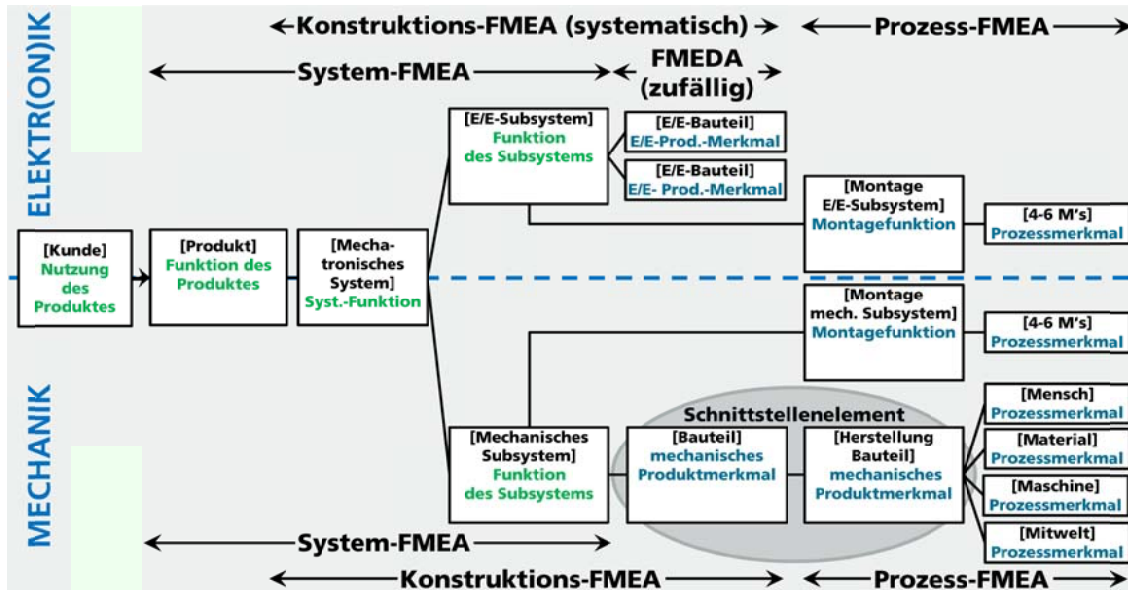 ELEKTR(ON)IK
Konstruktions-FMEA (systematisch)
Prozess-FMEA
System-FMEA
FMEDA
(zufällig)
[E/E-Subsystem]
Funktion
des Subsystems
[E/E-Bauteil]
E/E-Prod.-Merkmal
[E/E-Bauteil]
E/E- Prod.-Merkmal
[Montage
E/E-Subsystem]
Montagefunktion
[4-6 M's]
Prozessmerkmal
[Kunde]
Nutzung
des
Produktes
[Produkt]
Funktion des
Produktes
[Mecha-
tronisches
System]
Syst.-Funktion
[Montage
mech. Subsystem]
Montagefunktion
[4-6 M's]
Prozessmerkmal
MECHANIK
Schnittstellenelement
[Mechanisches
Subsystem]
Funktion
des Subsystems
[Bauteil]
mechanisches
Produktmerkmal
[Herstellung
Bauteil]
mechanisches
Produktmerkmal
[Mensch]
Prozessmerkmal
[Material]
Prozessmerkmal
[Maschine]
Prozessmerkmal
[Mitwelt]
Prozessmerkmal
System-FMEA
Konstruktions-FMEA
Prozess-FMEA